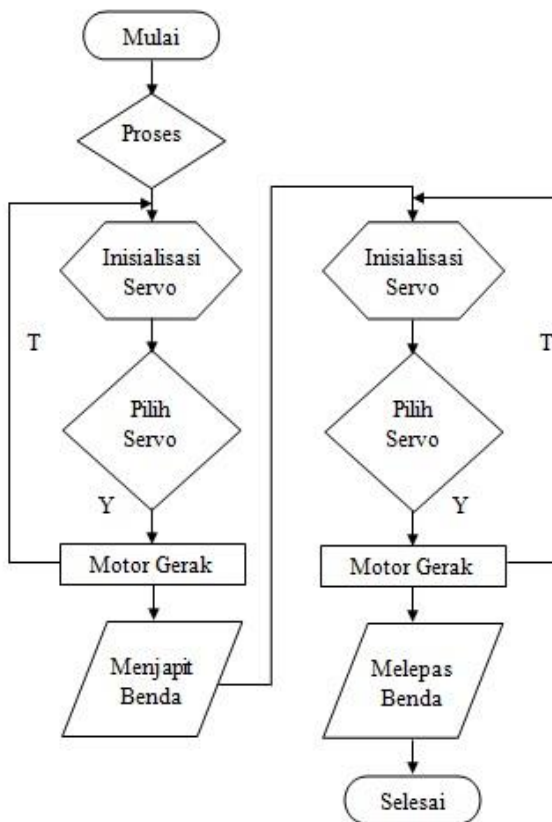 Mulai
Proses
Inisialisasi
Servo
T
Pilih
Servo
Y
Motor Gerak
Menjapit
Benda
Inisialisasi
Servo
T
Pilih
Servo
Y
Motor Gerak
Melepas
Benda
Selesai